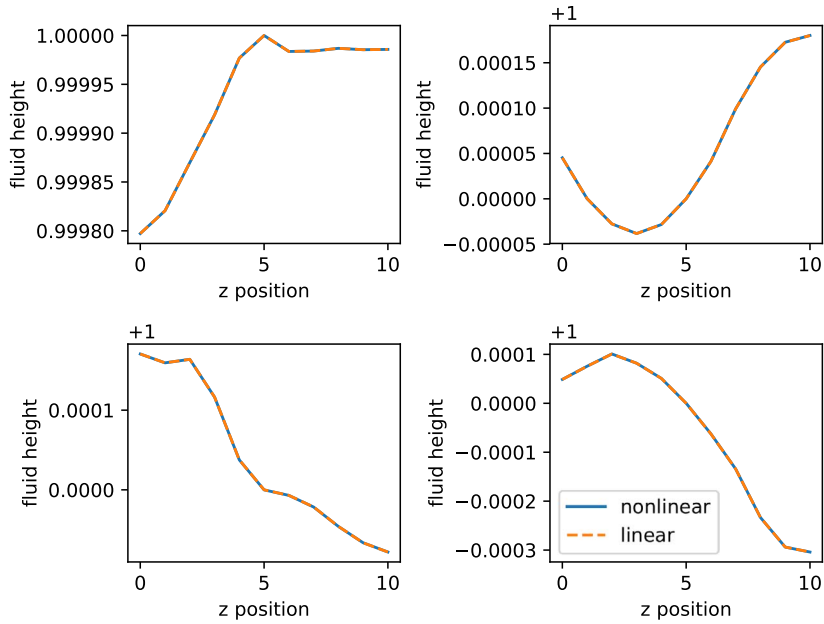 1.00000
0.99995
0.99990
0.99985
0.99980
fluid height
0 5 10
z position
+1
0.00015
0.00010
0.00005
0.00000
−0.00005
fluid height
0 5 10
z position
+1
0.0001
0.0000
fluid height
0 5 10
z position
+1
0.0001
0.0000
−0.0001
−0.0002
−0.0003
fluid height
nonlinear
linear
0 5 10
z position